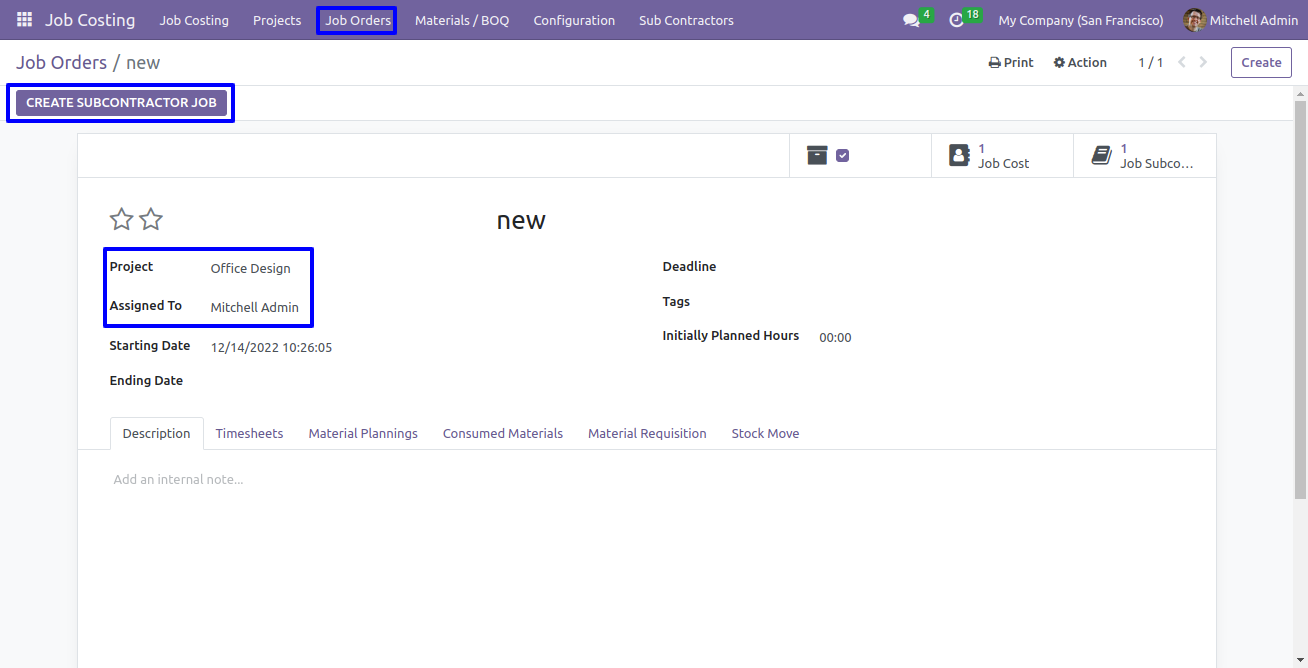 Job Costing Job Costing Projects Job Orders Materials / BOQ Configuration Sub Contractors 4 18 My Company (San Francisco) Mitchell Admin
Job Orders / new Print Action 1 / 1 Create
CREATE SUBCONTRACTOR JOB
1 Job Cost
1 Job Subco...
new
Project Office Design
Assigned To Mitchell Admin
Starting Date 12/14/2022 10:26:05
Ending Date
Deadline
Tags
Initially Planned Hours 00:00
Description Timesheets Material Plannings Consumed Materials Material Requisition Stock Move
Add an internal note...